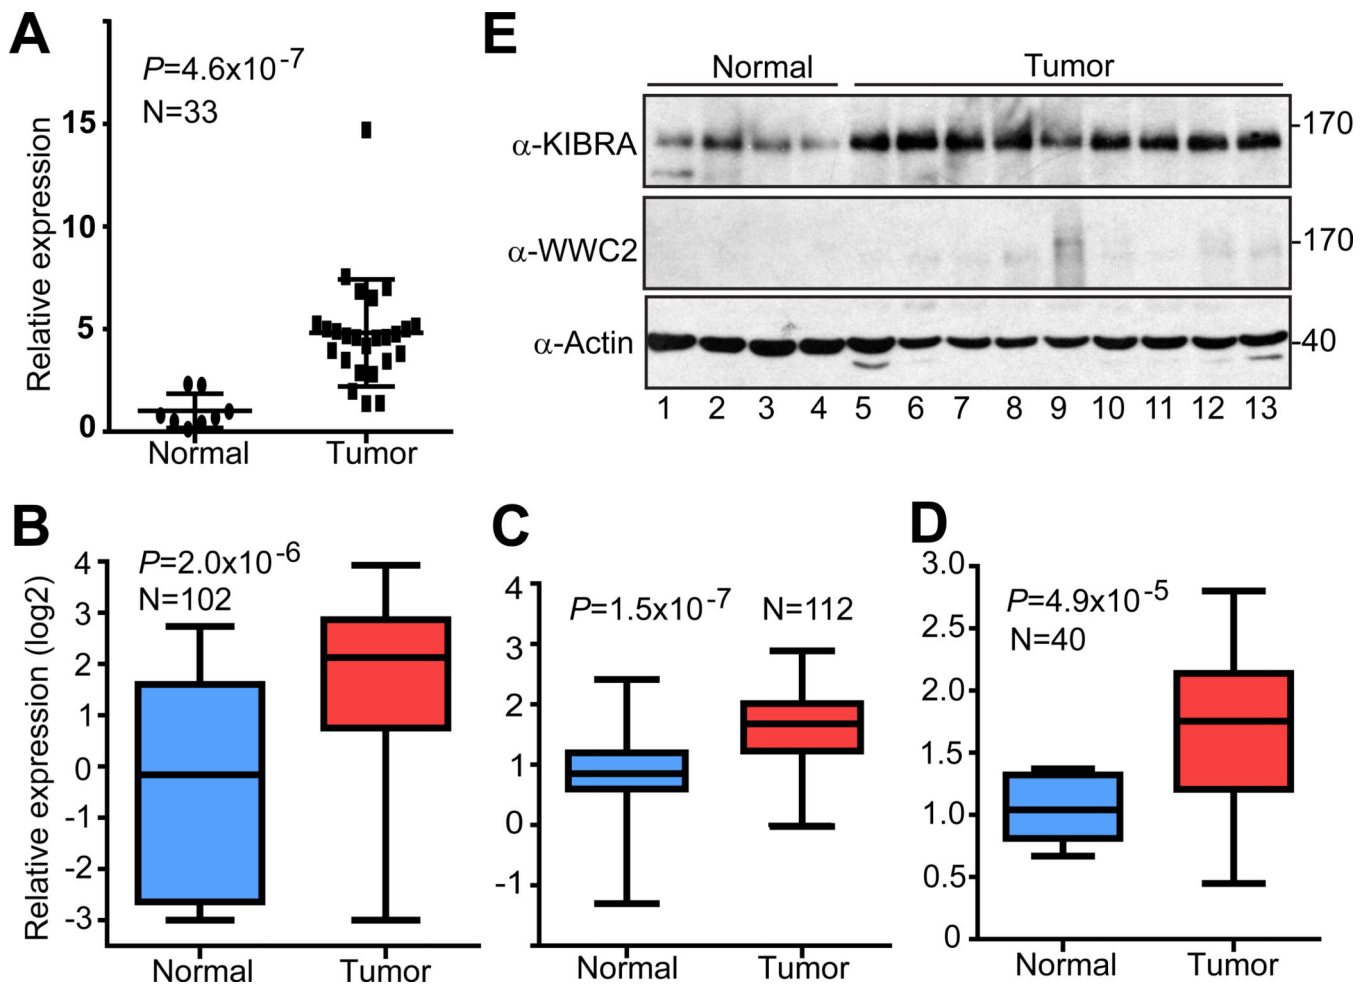 A
P=4.6x10-7
N=33
Relative expression
15
10
5
0
Normal Tumor
E
Normal Tumor
α-KIBRA -170
α-WWC2 -170
α-Actin -40
1 2 3 4 5 6 7 8 9 10 11 12 13
B
P=2.0x10-6
N=102
Relative expression (log2)
4
3
2
1
0
-1
-2
-3
Normal Tumor
C
P=1.5x10-7 N=112
4
3
2
1
0
-1
Normal Tumor
D
P=4.9x10-5
N=40
3.0
2.5
2.0
1.5
1.0
0.5
0
Normal Tumor